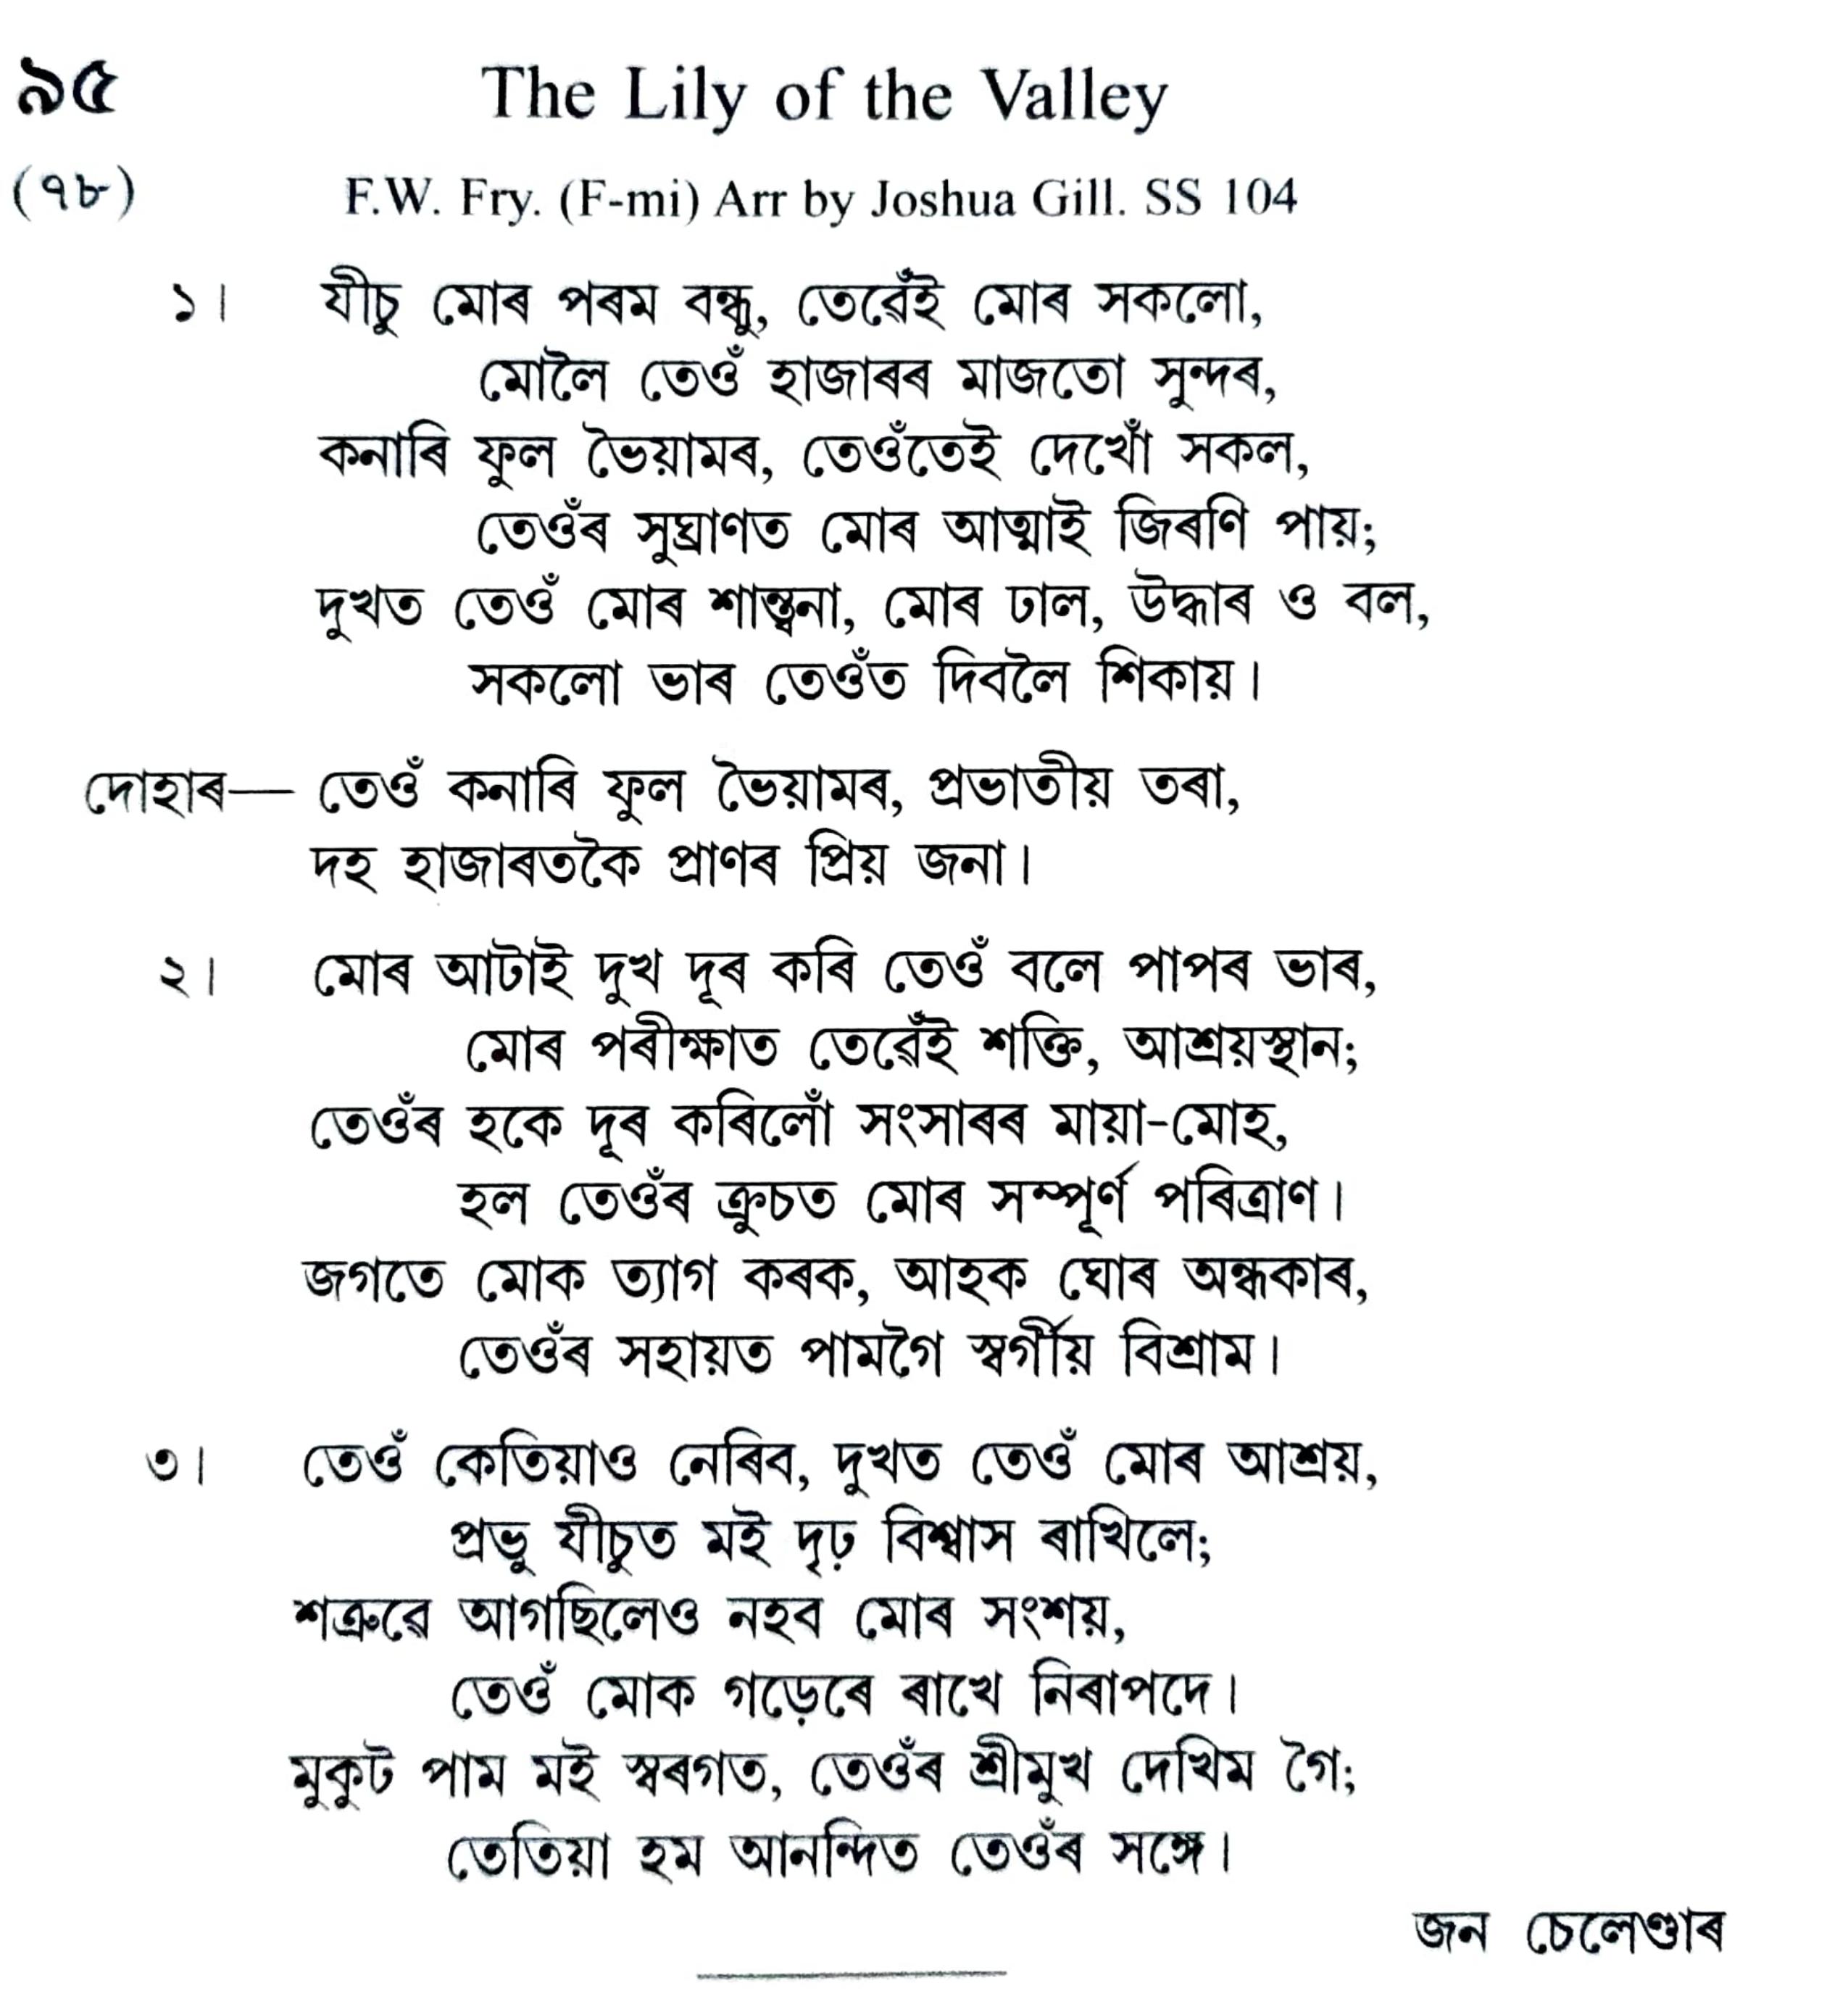 ৯৫ The Lily of the Valley
(৭৮) F.W. Fry. (F-mi) Arr by Joshua Gill. SS 104
১। যীচু মোৰ পৰম বন্ধু, তেৱেঁই মোৰ সকলো,
মোলৈ তেওঁ হাজাৰৰ মাজতো সুন্দৰ,
কনাৰি ফুল ভৈয়ামৰ, তেওঁতেই দেখোঁ সকল,
তেওঁৰ সুঘ্ৰাণত মোৰ আত্মাই জিৰণি পায়;
দুখত তেওঁ মোৰ শান্ত্বনা, মোৰ ঢাল, উদ্ধাৰ ও বল,
সকলো ভাৰ তেওঁত দিবলৈ শিকায়।
দোহাৰ— তেওঁ কনাৰি ফুল ভৈয়ামৰ, প্ৰভাতীয় তৰা,
দহ হাজাৰতকৈ প্ৰাণৰ প্ৰিয় জনা।
২। মোৰ আটাই দুখ দূৰ কৰি তেওঁ বলে পাপৰ ভাৰ,
মোৰ পৰীক্ষাত তেৱেঁই শক্তি, আশ্ৰয়স্থান;
তেওঁৰ হকে দূৰ কৰিলোঁ সংসাৰৰ মায়া-মোহ,
হল তেওঁৰ ক্ৰুচত মোৰ সম্পূৰ্ণ পৰিত্ৰাণ।
জগতে মোক ত্যাগ কৰক, আহক ঘোৰ অন্ধকাৰ,
তেওঁৰ সহায়ত পামগৈ স্বৰ্গীয় বিশ্ৰাম।
৩। তেওঁ কেতিয়াও নেৰিব, দুখত তেওঁ মোৰ আশ্ৰয়,
প্ৰভু যীচুত মই দৃঢ় বিশ্বাস ৰাখিলে;
শত্ৰুৱে আগছিলেও নহব মোৰ সংশয়,
তেওঁ মোক গড়েৰে ৰাখে নিৰাপদে।
মুকুট পাম মই স্বৰগত, তেওঁৰ শ্ৰীমুখ দেখিম গৈ;
তেতিয়া হম আনন্দিত তেওঁৰ সঙ্গে।
জন চেলেণ্ডাৰ